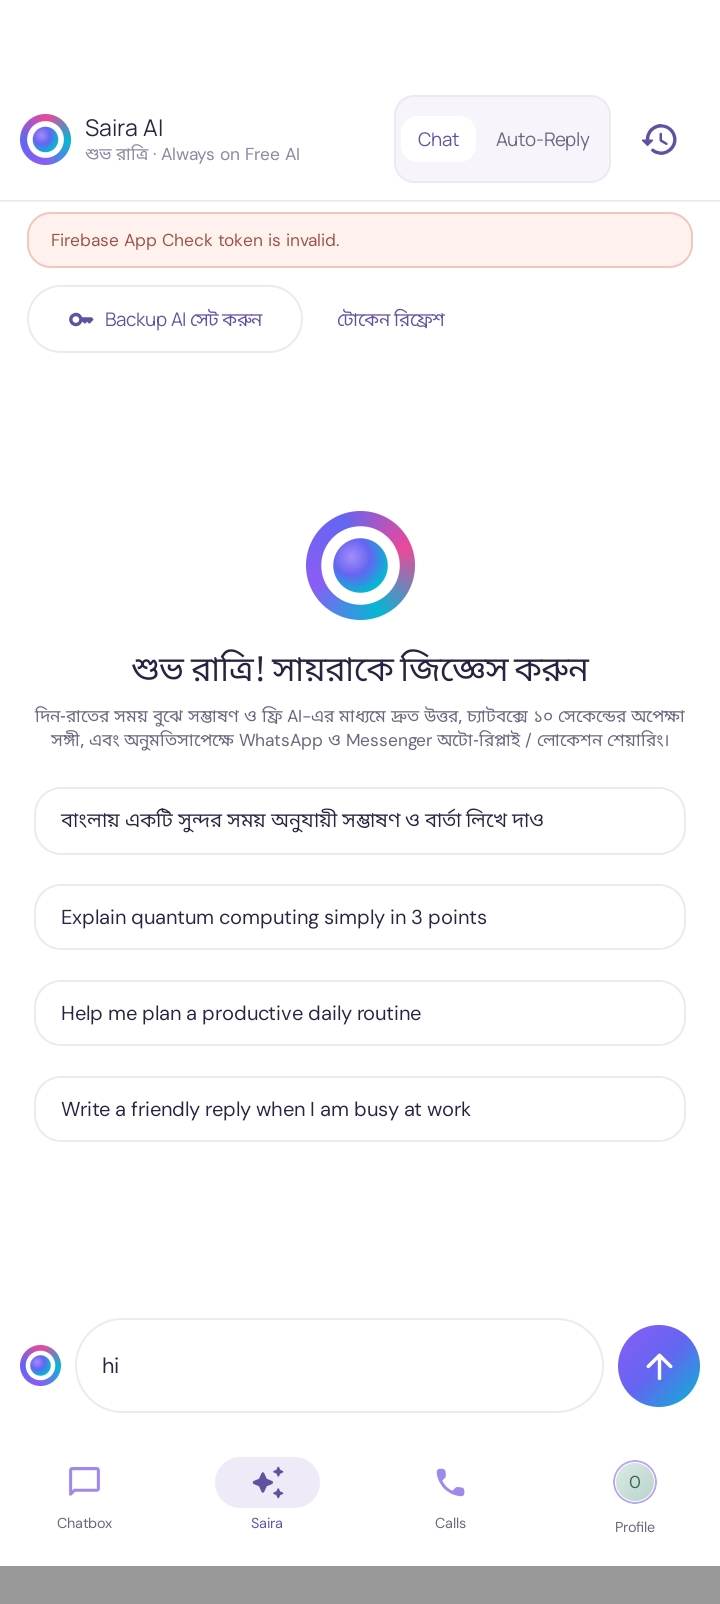 Saira AI
শুভ রাত্রি · Always on Free AI
Chat
Auto-Reply
Firebase App Check token is invalid.
Backup AI সেট করুন
টোকেন রিফ্রেশ
শুভ রাত্রি! সায়রাকে জিজ্ঞেস করুন
দিন-রাতের সময় বুঝে সম্ভাষণ ও ফ্রি AI-এর মাধ্যমে দ্রুত উত্তর, চ্যাটবক্সে ১০ সেকেন্ডের অপেক্ষা
সঙ্গী, এবং অনুমতিসাপেক্ষে WhatsApp ও Messenger অটো-রিপ্লাই / লোকেশন শেয়ারিং।
বাংলায় একটি সুন্দর সময় অনুযায়ী সম্ভাষণ ও বার্তা লিখে দাও
Explain quantum computing simply in 3 points
Help me plan a productive daily routine
Write a friendly reply when I am busy at work
hi
Chatbox
Saira
Calls
0
Profile